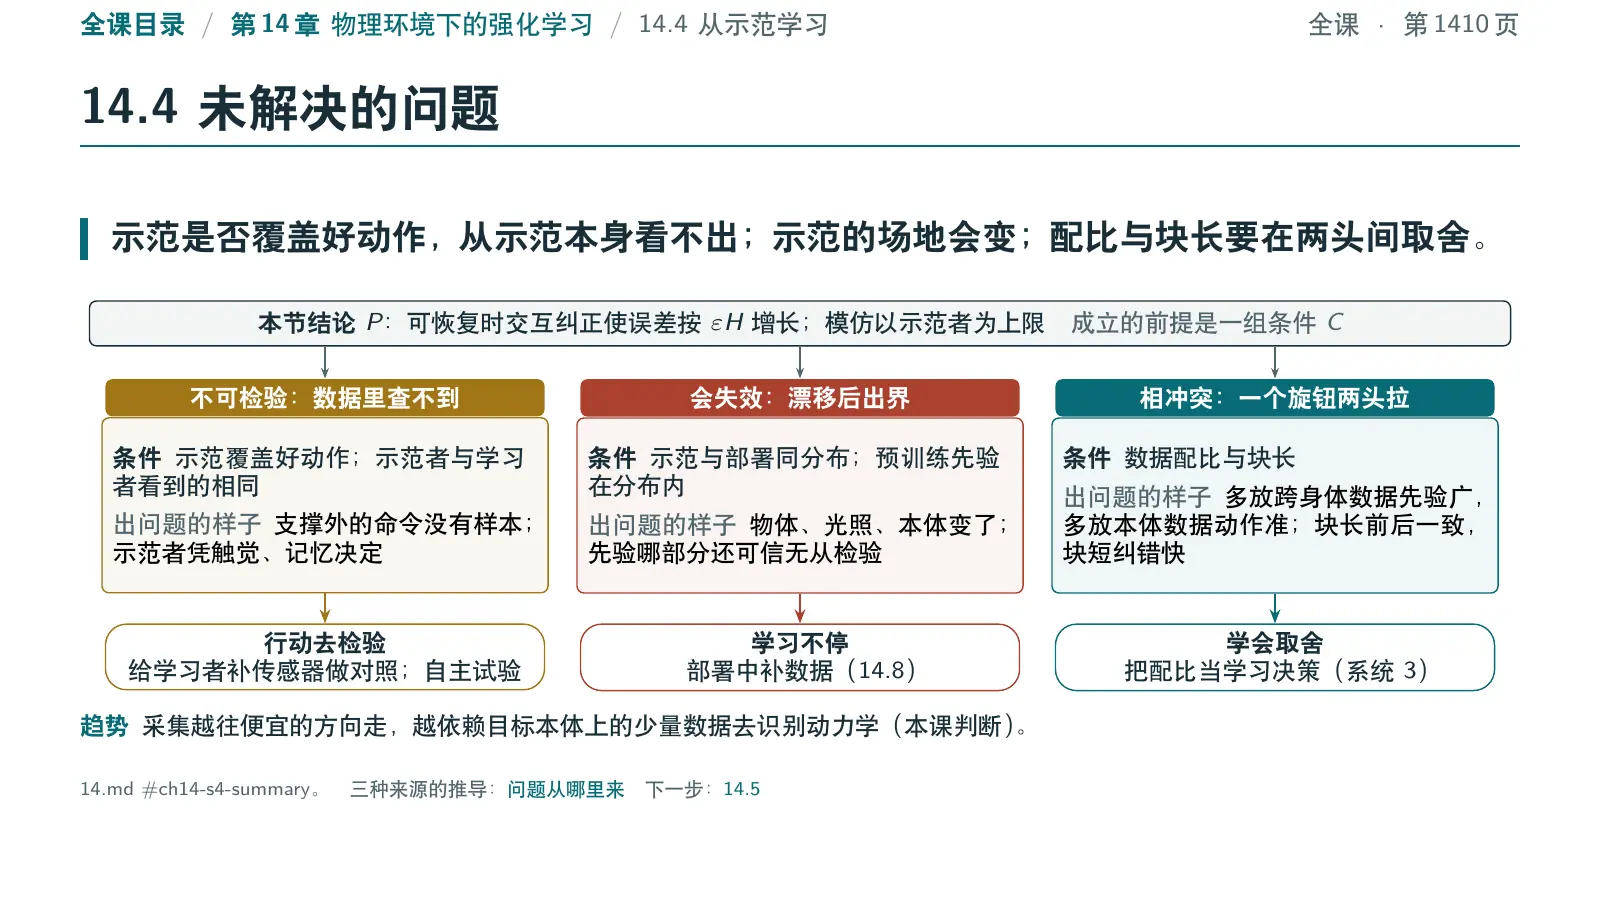 全课目录 / 第 14 章 物理环境下的强化学习 / 14.4 从示范学习
全课 · 第 1410 页
14.4 未解决的问题
示范是否覆盖好动作，从示范本身看不出；示范的场地会变；配比与块长要在两头间取舍。
本节结论 P：可恢复时交互纠正使误差按 εH 增长；模仿以示范者为上限 成立的前提是一组条件 C
不可检验：数据里查不到
条件 示范覆盖好动作；示范者与学习
者看到的相同
出问题的样子 支撑外的命令没有样本；
示范者凭触觉、记忆决定
行动去检验
给学习者补传感器做对照；自主试验
会失效：漂移后出界
条件 示范与部署同分布；预训练先验
在分布内
出问题的样子 物体、光照、本体变了；
先验哪部分还可信无从检验
学习不停
部署中补数据（14.8）
相冲突：一个旋钮两头拉
条件 数据配比与块长
出问题的样子 多放跨身体数据先验广，
多放本体数据动作准；块长前后一致，
块短纠错快
学会取舍
把配比当学习决策（系统 3）
趋势 采集越往便宜的方向走，越依赖目标本体上的少量数据去识别动力学（本课判断）。
14.md #ch14-s4-summary。 三种来源的推导：问题从哪里来 下一步：14.5